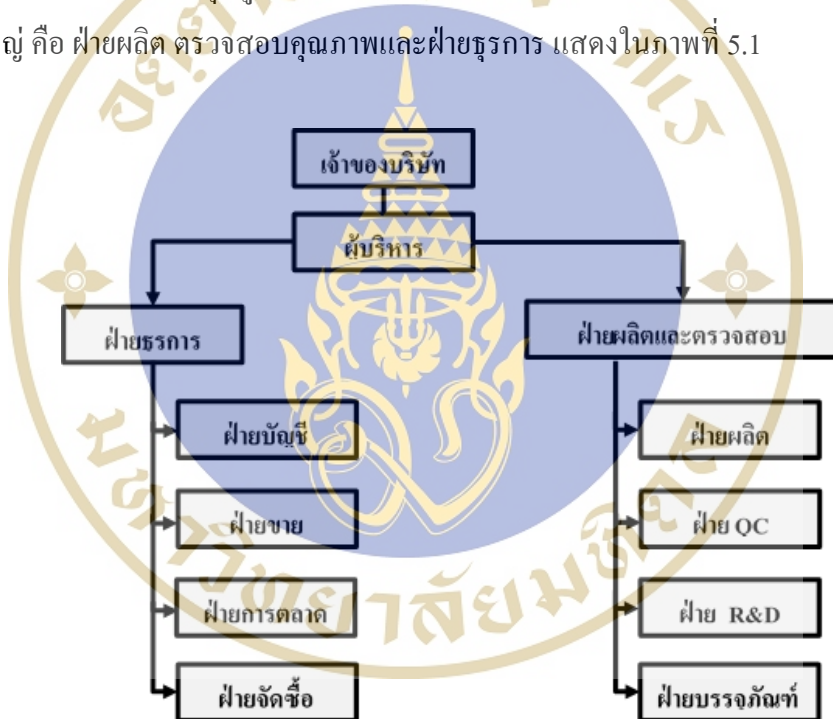 คือ ฝ่ายผลิต ตรวจสอบคุณภาพและฝ่ายธุรการ แสดงในภาพที่ 5.1
เจ้าของบริษัท
ผู้บริหาร
ฝ่ายธุรการ
ฝ่ายผลิตและตรวจสอบ
ฝ่ายบัญชี
ฝ่ายผลิต
ฝ่ายขาย
ฝ่าย QC
ฝ่ายการตลาด
ฝ่าย R&D
ฝ่ายจัดซื้อ
ฝ่ายบรรจุภัณฑ์